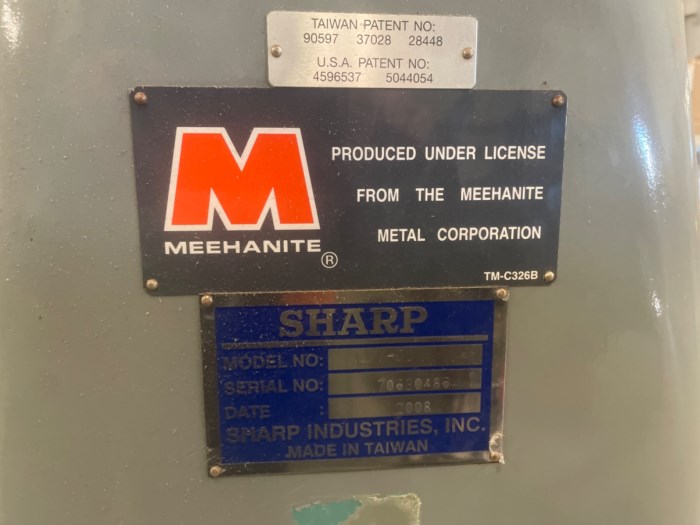 TAIWAN PATENT NO:
90597 37028 28448
U.S.A. PATENT NO:
4596537 5044054
M
MEEHANITE ®
PRODUCED UNDER LICENSE
FROM THE MEEHANITE
METAL CORPORATION
TM-C326B
SHARP
MODEL NO:
SERIAL NO:
DATE : 2008
SHARP INDUSTRIES, INC.
MADE IN TAIWAN